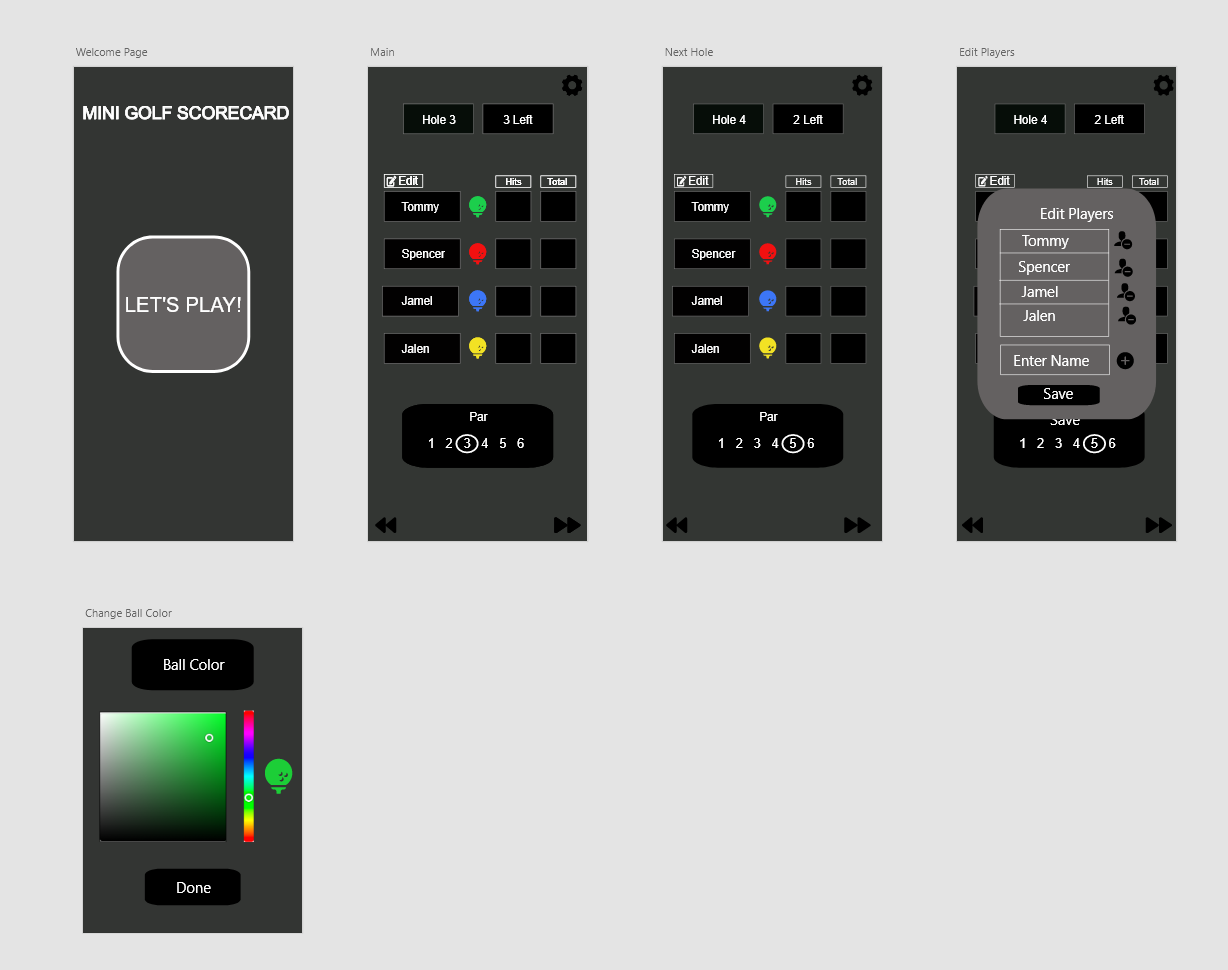 Welcome Page
MINI GOLF SCORECARD
LET'S PLAY!
Main
Hole 3
3 Left
Edit
Hits
Total
Tommy
Spencer
Jamel
Jalen
Par
1 2 3 4 5 6
Next Hole
Hole 4
2 Left
Edit
Hits
Total
Tommy
Spencer
Jamel
Jalen
Par
1 2 3 4 5 6
Edit Players
Hole 4
2 Left
Edit
Hits
Total
Edit Players
Tommy
Spencer
Jamel
Jalen
Enter Name
Save
Save
1 2 3 4 5 6
Change Ball Color
Ball Color
Done